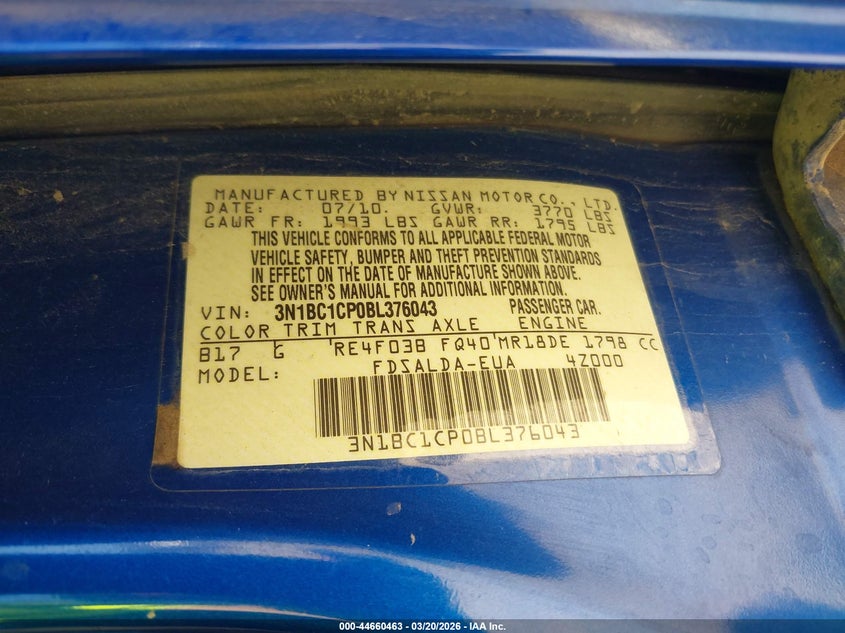 MANUFACTURED BY NISSAN MOTOR CO., LTD.
DATE: 07/10. GVWR: 3770 LBS
GAWR FR: 1993 LBS GAWR RR: 1795 LBS
THIS VEHICLE CONFORMS TO ALL APPLICABLE FEDERAL MOTOR
VEHICLE SAFETY, BUMPER AND THEFT PREVENTION STANDARDS
IN EFFECT ON THE DATE OF MANUFACTURE SHOWN ABOVE.
SEE OWNER'S MANUAL FOR ADDITIONAL INFORMATION.
VIN: 3N1BC1CP0BL376043 PASSENGER CAR.
COLOR TRIM TRANS AXLE ENGINE
B17 G RE4F03B FQ40 MR18DE 1798 CC
MODEL: FDSALDA-EUA 4Z000
3N1BC1CP0BL376043
000-44660463 - 03/20/2026 - IAA Inc.